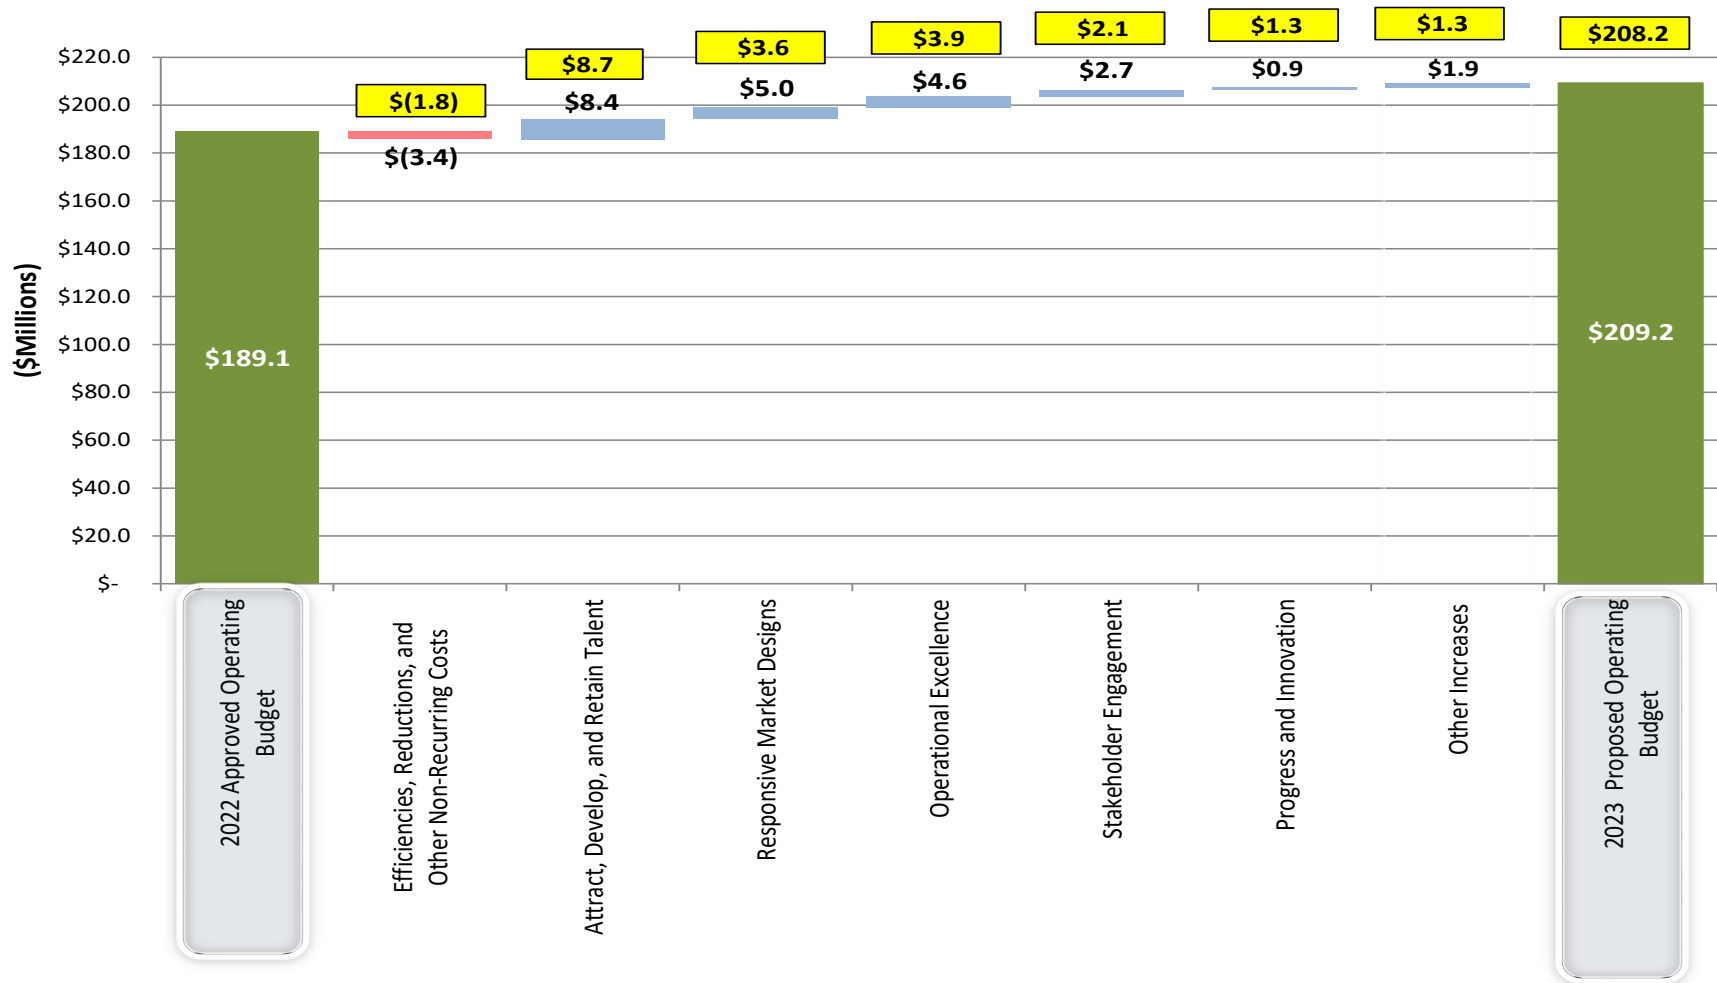 $2.1
$1.3
$1.3
$3.6
$3.9
$208.2
$8.7
$(1.8)
$8.4
$5.0
$4.6
$2.7
$0.9
$1.9
$(3.4)
$220.0
$200.0
$180.0
$160.0
$140.0
$120.0
$100.0
$80.0
$60.0
$40.0
$20.0
$-
($Millions)
$189.1
$209.2
2022 Approved Operating
Budget
Efficiencies, Reductions, and
Other Non-Recurring Costs
Attract, Develop, and Retain Talent
Responsive Market Designs
Operational Excellence
Stakeholder Engagement
Progress and Innovation
Other Increases
2023 Proposed Operating
Budget